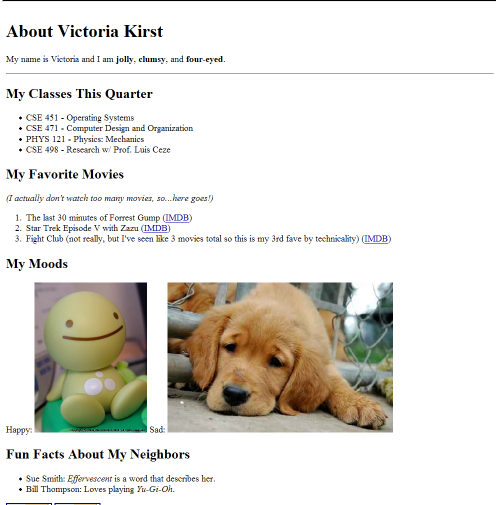 About Victoria Kirst
My name is Victoria and I am jolly, clumsy, and four-eyed.
My Classes This Quarter
• CSE 451 - Operating Systems
• CSE 471 - Computer Design and Organization
• PHYS 121 - Physics: Mechanics
• CSE 498 - Research w/ Prof. Luis Ceze
My Favorite Movies
(I actually don't watch too many movies, so...here goes!)
1. The last 30 minutes of Forrest Gump (IMDB)
2. Star Trek Episode V with Zazu (IMDB)
3. Fight Club (not really, but I've seen like 3 movies total so this is my 3rd fave by technicality) (IMDB)
My Moods
Happy: Sad:
Fun Facts About My Neighbors
• Sue Smith: Effervescent is a word that describes her.
• Bill Thompson: Loves playing Yu-Gi-Oh.